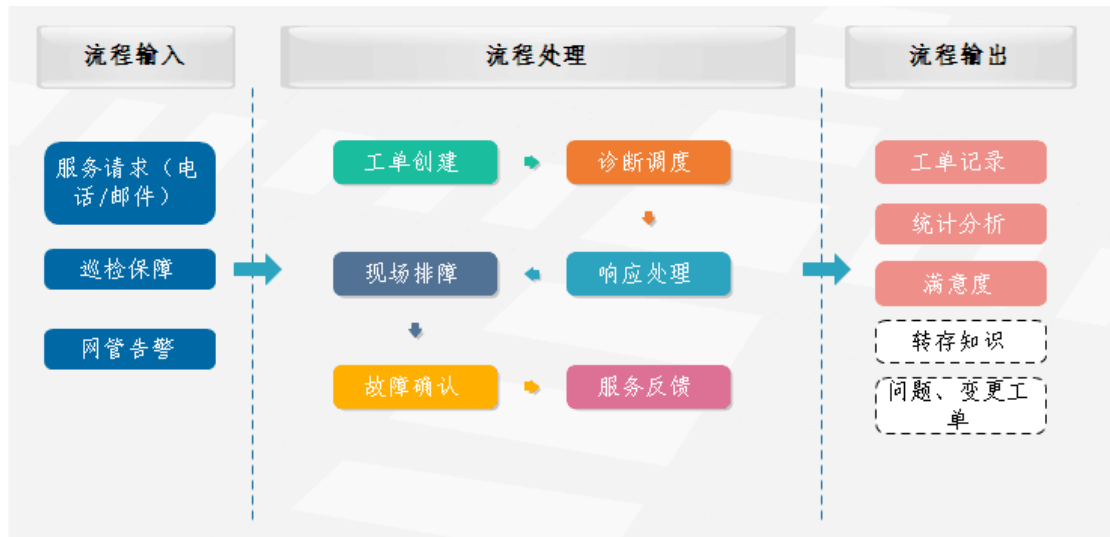 流程输入
流程处理
流程输出
服务请求（电
话/邮件）
巡检保障
网管告警
工单创建
诊断调度
现场排障
响应处理
故障确认
服务反馈
工单记录
统计分析
满意度
转存知识
问题、变更工
单